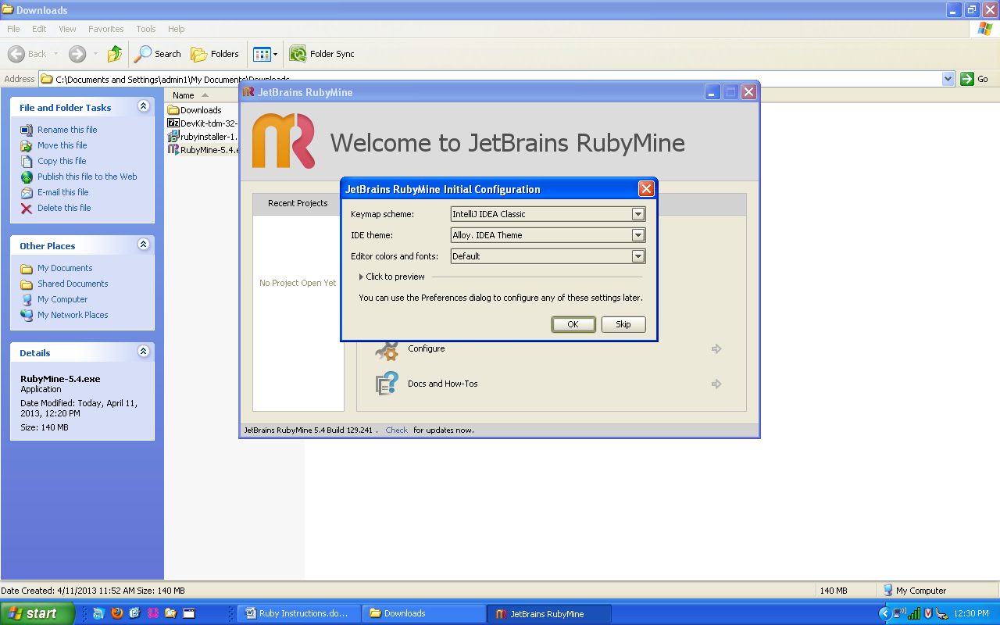 Downloads
File Edit View Favorites Tools Help
Back Search Folders Folder Sync
Address C:\Documents and Settings\admin1\My Documents\Downloads Go
File and Folder Tasks
Rename this file
Move this file
Copy this file
Publish this file to the Web
E-mail this file
Delete this file
Other Places
My Documents
Shared Documents
My Computer
My Network Places
Details
RubyMine-5.4.exe
Application
Date Modified: Today, April 11,
2013, 12:20 PM
Size: 140 MB
Name
Downloads
DevKit-tdm-32-
rubyinstaller-1.
RubyMine-5.4.e
JetBrains RubyMine
Welcome to JetBrains RubyMine
Recent Projects
No Project Open Yet
JetBrains RubyMine Initial Configuration
Keymap scheme: IntelliJ IDEA Classic
IDE theme: Alloy. IDEA Theme
Editor colors and fonts: Default
Click to preview
You can use the Preferences dialog to configure any of these settings later.
OK Skip
Configure
Docs and How-Tos
JetBrains RubyMine 5.4 Build 129.241 . Check for updates now.
Date Created: 4/11/2013 11:52 AM Size: 140 MB 140 MB My Computer
start Ruby Instructions.do... Downloads JetBrains RubyMine 12:30 PM